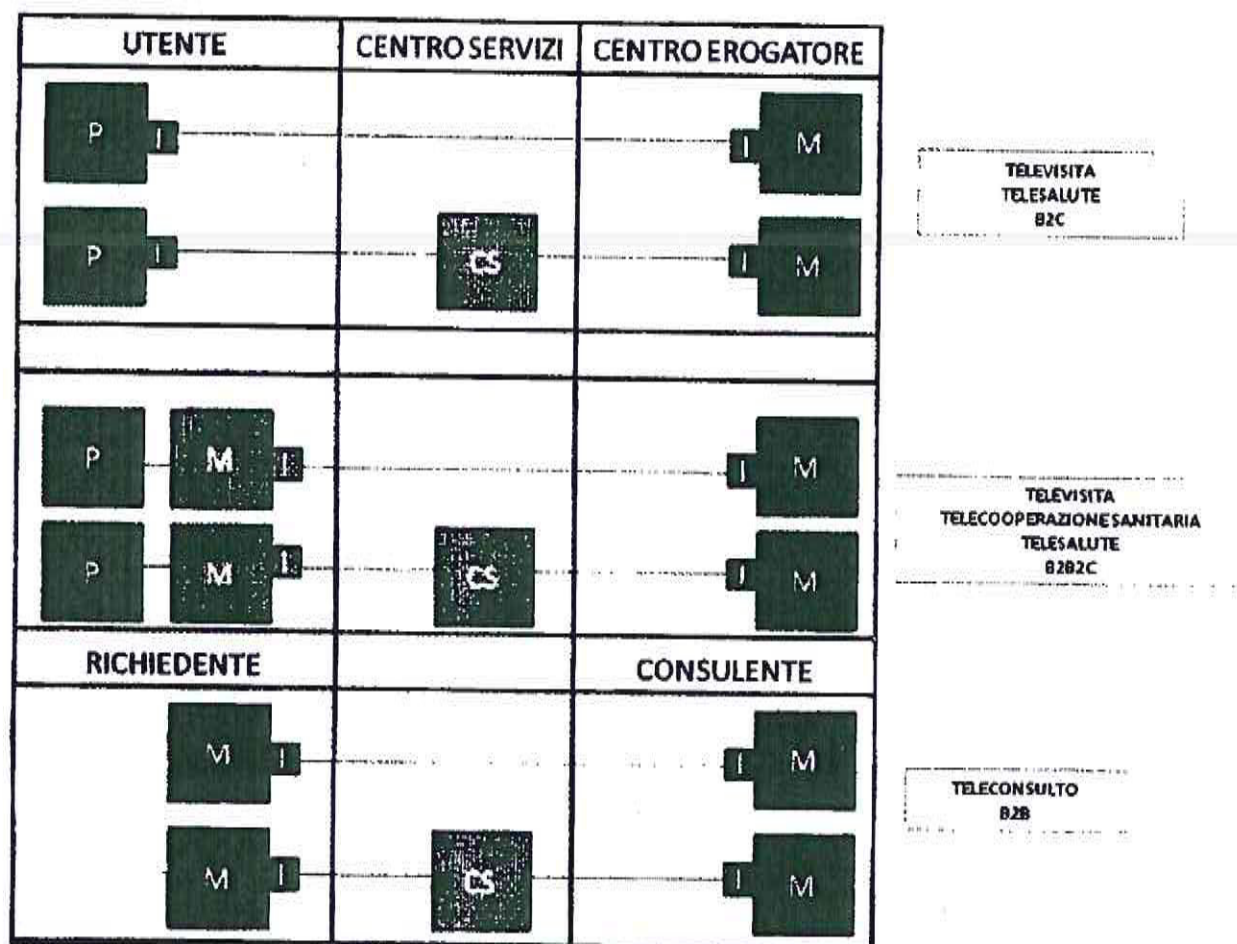 UTENTE CENTRO SERVIZI CENTRO EROGATORE
P I I M
P I CS I M
TELEVISITA
TELESALUTE
B2C
P M I I M
P M I CS I M
TELEVISITA
TELECOOPERAZIONE SANITARIA
TELESALUTE
B2B2C
RICHIEDENTE CONSULENTE
M I I M
M I CS I M
TELECONSULTO
B2B